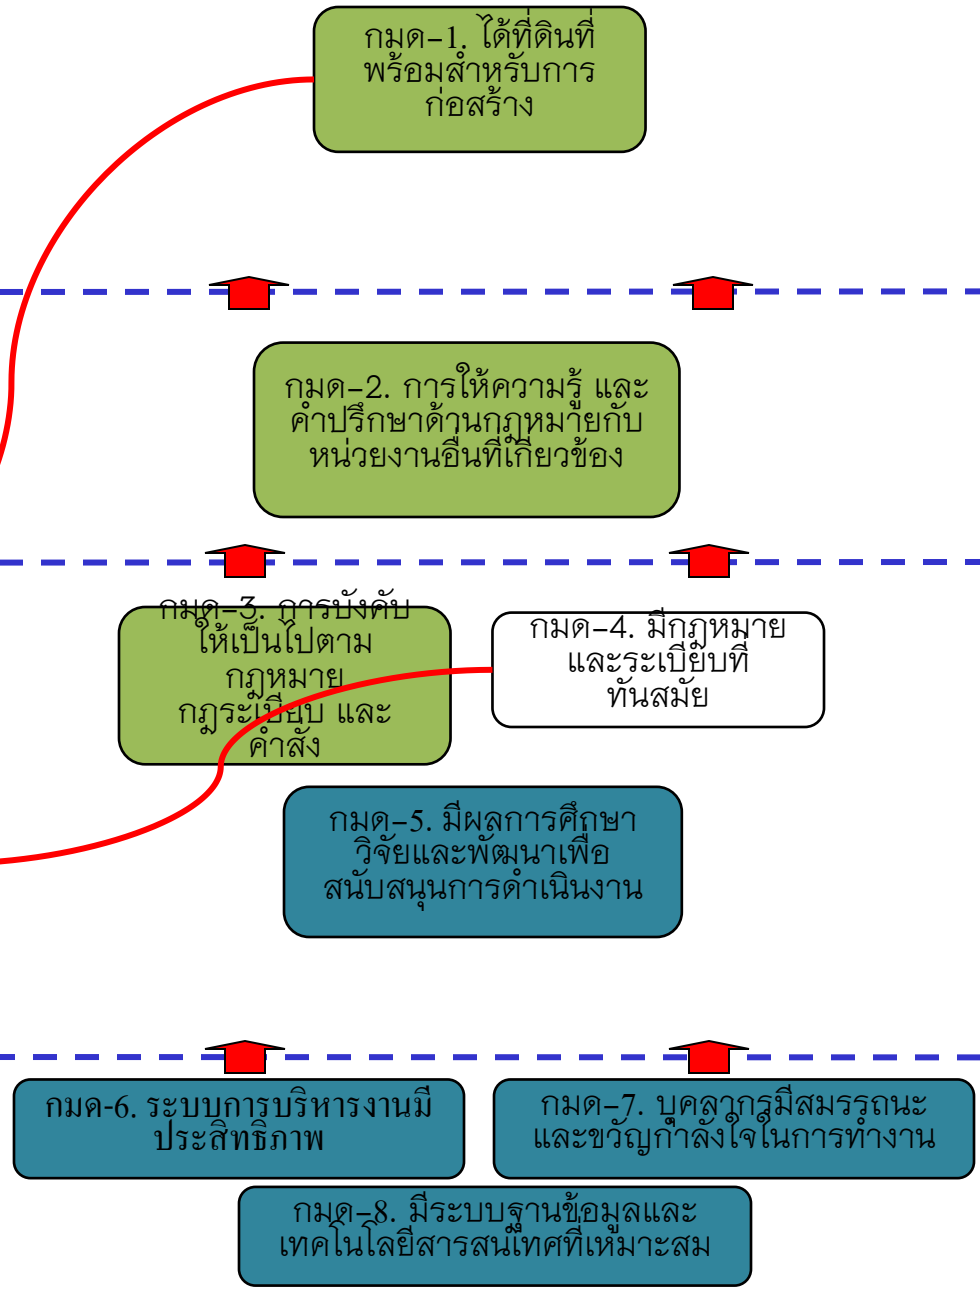 กมด-1. ได้ที่ดินที่
พร้อมสำหรับการ
ก่อสร้าง
กมด-2. การให้ความรู้ และ
คำปรึกษาด้านกฎหมายกับ
หน่วยงานอื่นที่เกี่ยวข้อง
กมด-3. การบังคับ
ให้เป็นไปตาม
กฎหมาย
กฎระเบียบ และ
คำสั่ง
กมด-4. มีกฎหมาย
และระเบียบที่
ทันสมัย
กมด-5. มีผลการศึกษา
วิจัยและพัฒนาเพื่อ
สนับสนุนการดำเนินงาน
กมด-6. ระบบการบริหารงานมี
ประสิทธิภาพ
กมด-7. บุคลากรมีสมรรถนะ
และขวัญกำลังใจในการทำงาน
กมด-8. มีระบบฐานข้อมูลและ
เทคโนโลยีสารสนเทศที่เหมาะสม